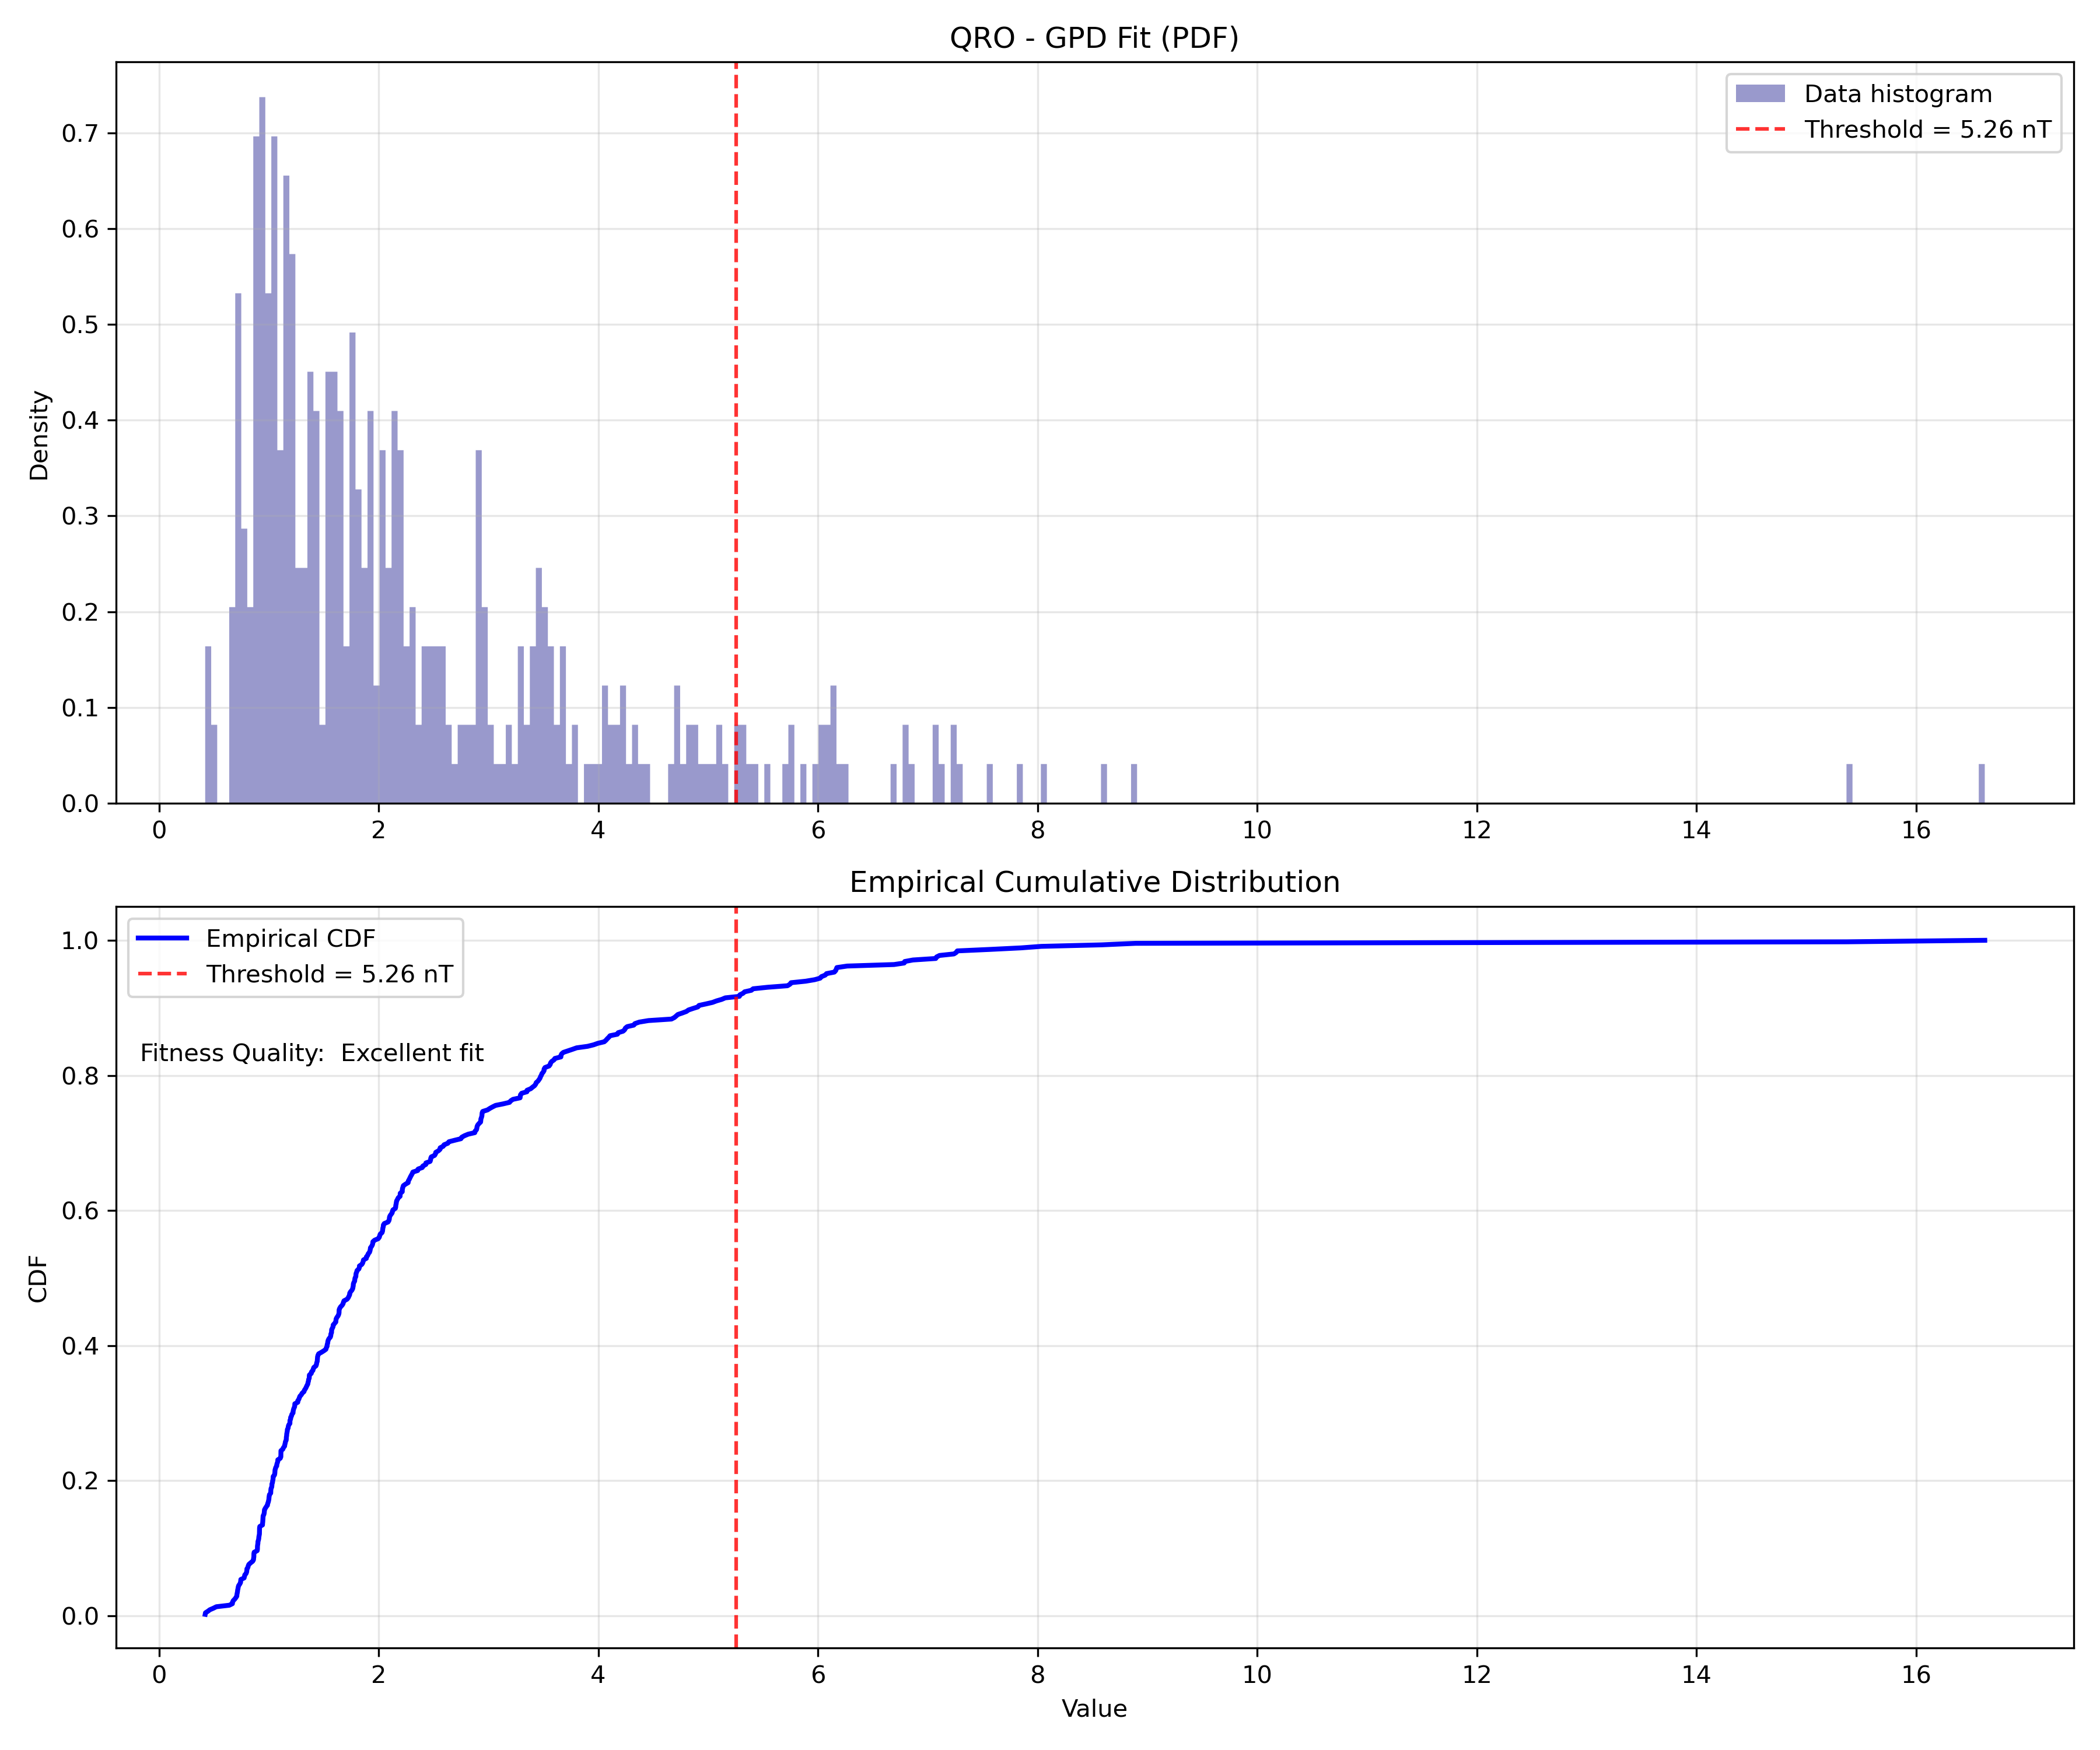 QRO - GPD Fit (PDF)
Data histogram
Threshold = 5.26 nT
Density
0.7
0.6
0.5
0.4
0.3
0.2
0.1
0.0
0 2 4 6 8 10 12 14 16
Empirical Cumulative Distribution
Empirical CDF
Threshold = 5.26 nT
Fitness Quality:  Excellent fit
CDF
1.0
0.8
0.6
0.4
0.2
0.0
0 2 4 6 8 10 12 14 16
Value